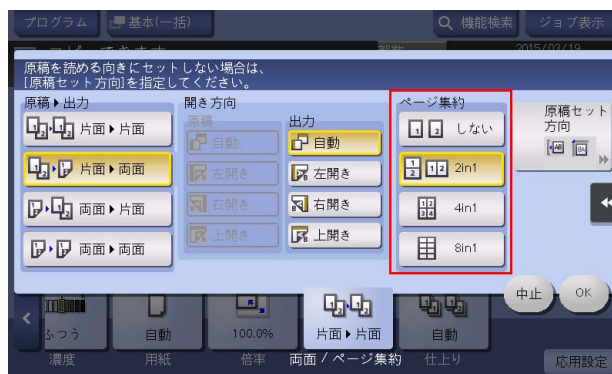 プログラム
基本(一括)
機能検索
ジョブ表示
部数
2015/03/19
原稿を読める向きにセットしない場合は、
[原稿セット方向]を指定してください。
原稿▶出力
片面▶片面
片面▶両面
両面▶片面
両面▶両面
開き方向
原稿
自動
左開き
右開き
上開き
出力
自動
左開き
右開き
上開き
ページ集約
しない
2in1
4in1
8in1
原稿セット
方向
中止
OK
ふつう
自動
100.0%
片面▶片面
自動
濃度
用紙
倍率
両面 / ページ集約
仕上り
応用設定